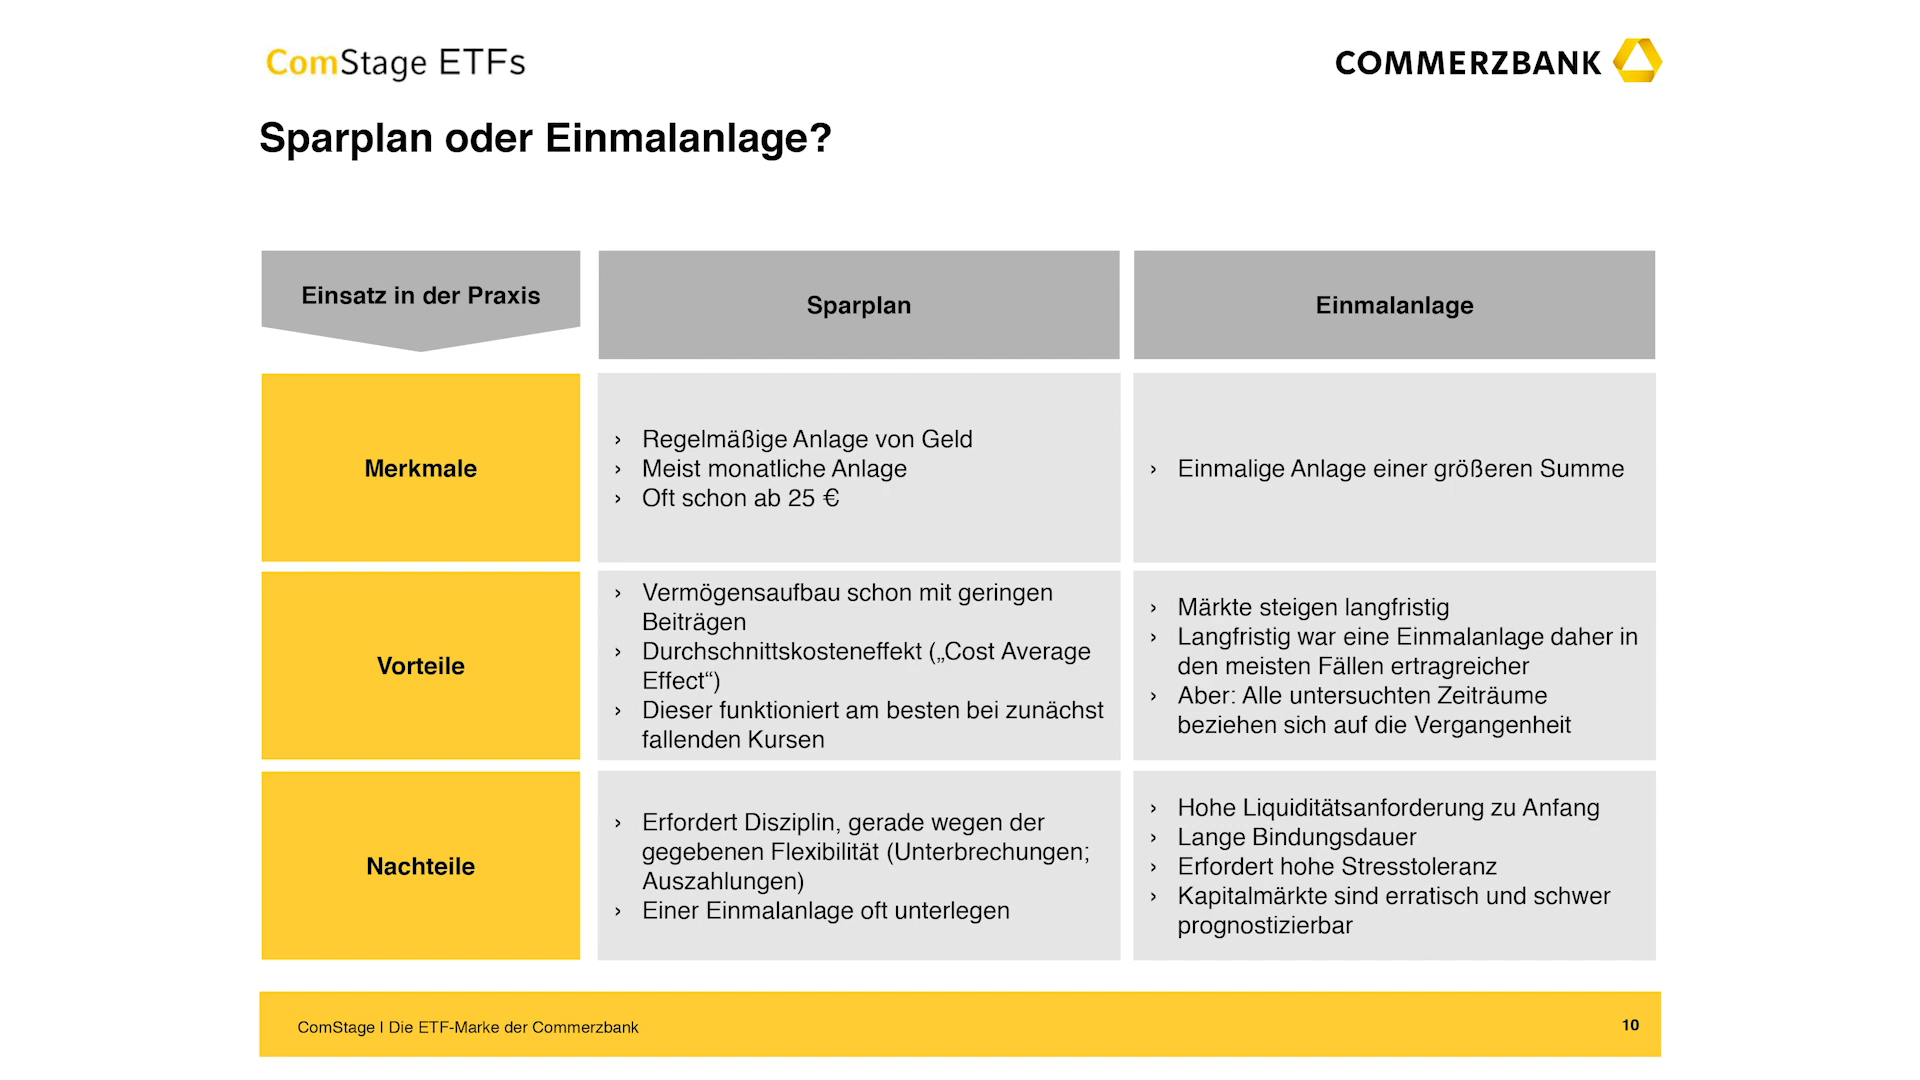 ComStage ETFs
COMMERZBANK
Sparplan oder Einmalanlage?
Einsatz in der Praxis
Sparplan
Einmalanlage
Merkmale
› Regelmäßige Anlage von Geld
› Meist monatliche Anlage
› Oft schon ab 25 €
› Einmalige Anlage einer größeren Summe
Vorteile
› Vermögensaufbau schon mit geringen
Beiträgen
› Durchschnittskosteneffekt („Cost Average
Effect“)
› Dieser funktioniert am besten bei zunächst
fallenden Kursen
› Märkte steigen langfristig
› Langfristig war eine Einmalanlage daher in
den meisten Fällen ertragreicher
› Aber: Alle untersuchten Zeiträume
beziehen sich auf die Vergangenheit
Nachteile
› Erfordert Disziplin, gerade wegen der
gegebenen Flexibilität (Unterbrechungen;
Auszahlungen)
› Einer Einmalanlage oft unterlegen
› Hohe Liquiditätsanforderung zu Anfang
› Lange Bindungsdauer
› Erfordert hohe Stresstoleranz
› Kapitalmärkte sind erratisch und schwer
prognostizierbar
ComStage I Die ETF-Marke der Commerzbank
10